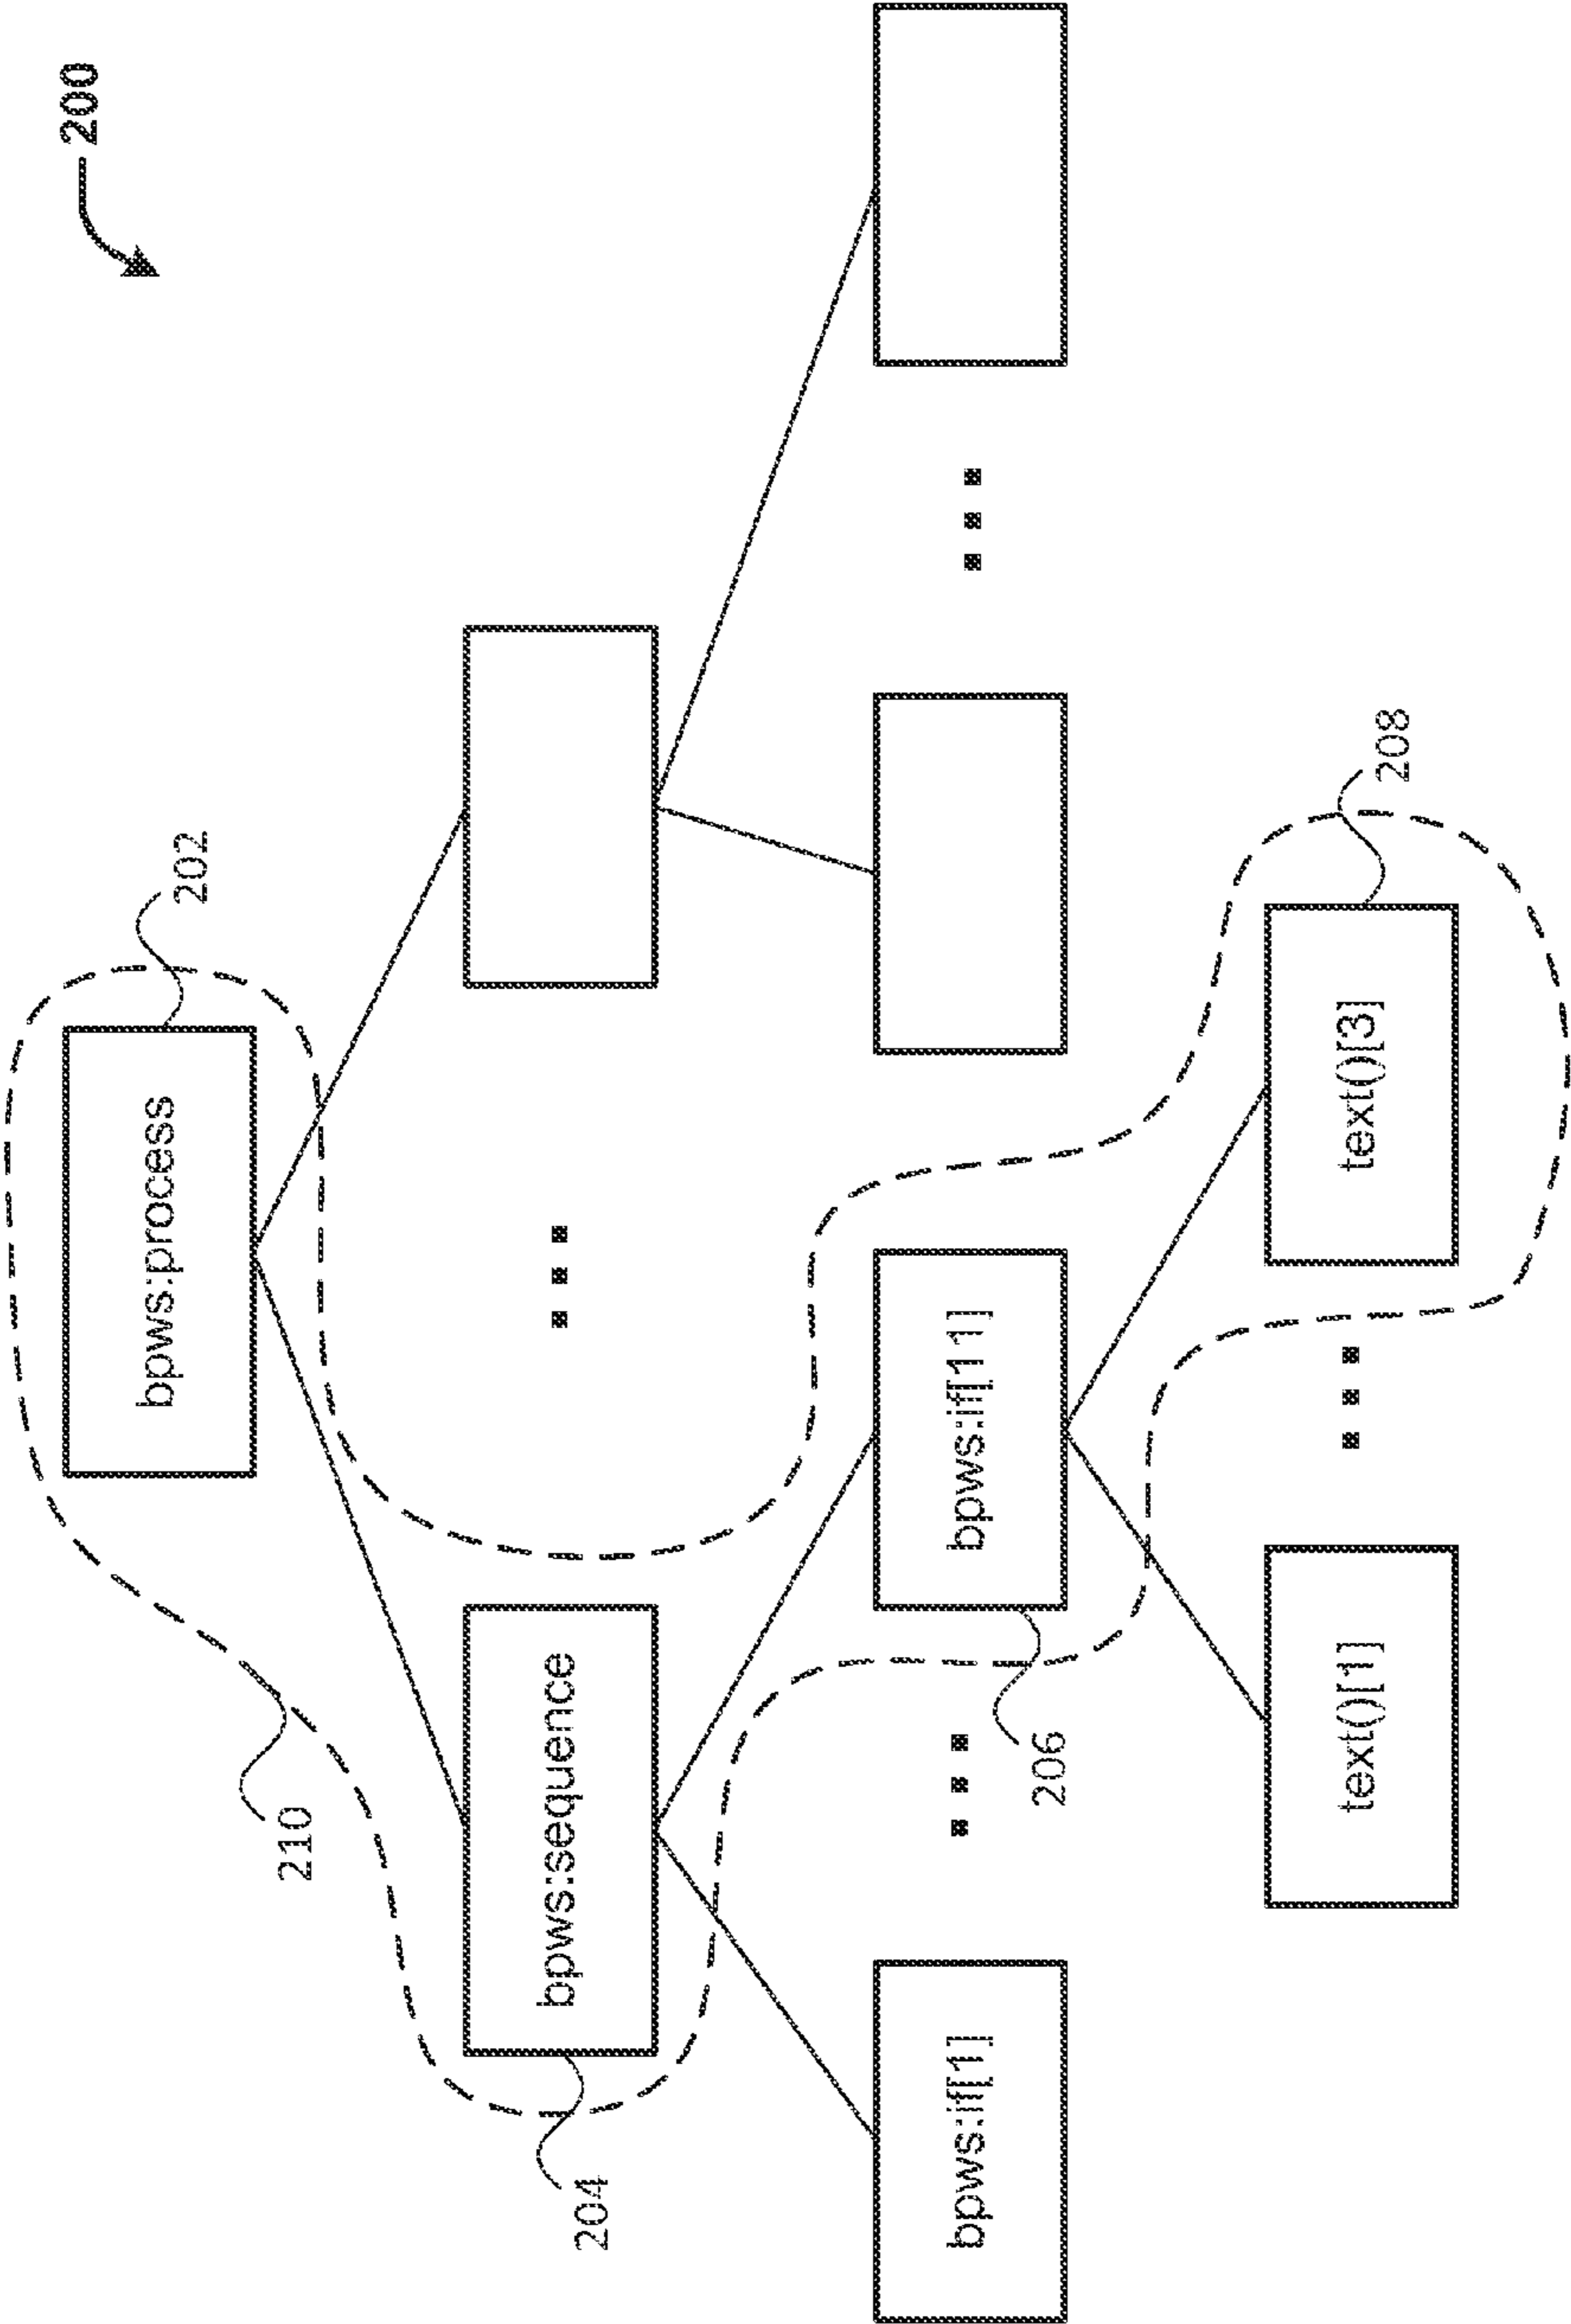 200
bpws:process
202
210
bpws:sequence
204
bpws:if[1]
bpws:if[11]
206
text()[1]
text()[3]
208